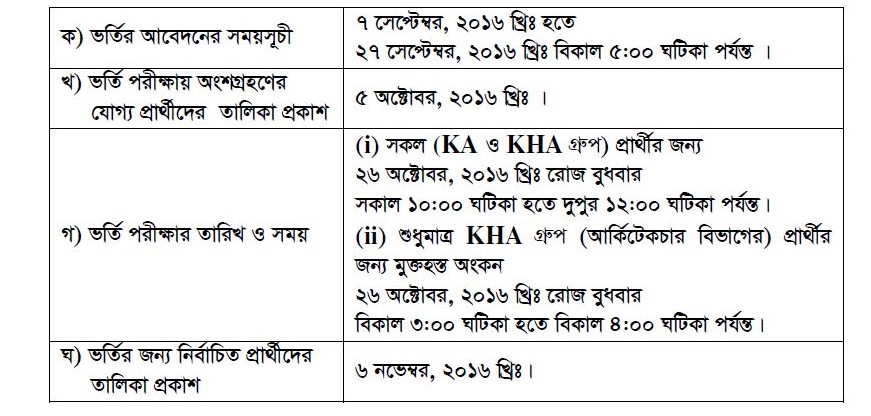 ক) ভর্তির আবেদনের সময়সূচী
৭ সেপ্টেম্বর, ২০১৬ খ্রিঃ হতে
২৭ সেপ্টেম্বর, ২০১৬ খ্রিঃ বিকাল ৫:০০ ঘটিকা পর্যন্ত ।
খ) ভর্তি পরীক্ষায় অংশগ্রহণের
যোগ্য প্রার্থীদের তালিকা প্রকাশ
৫ অক্টোবর, ২০১৬ খ্রিঃ ।
গ) ভর্তি পরীক্ষার তারিখ ও সময়
(i) সকল (KA ও KHA গ্রুপ) প্রার্থীর জন্য
২৬ অক্টোবর, ২০১৬ খ্রিঃ রোজ বুধবার
সকাল ১০:০০ ঘটিকা হতে দুপুর ১২:০০ ঘটিকা পর্যন্ত।
(ii) শুধুমাত্র KHA গ্রুপ (আর্কিটেকচার বিভাগের) প্রার্থীর
জন্য মুক্তহস্ত অংকন
২৬ অক্টোবর, ২০১৬ খ্রিঃ রোজ বুধবার
বিকাল ৩:০০ ঘটিকা হতে বিকাল ৪:০০ ঘটিকা পর্যন্ত।
ঘ) ভর্তির জন্য নির্বাচিত প্রার্থীদের
তালিকা প্রকাশ
৬ নভেম্বর, ২০১৬ খ্রিঃ।